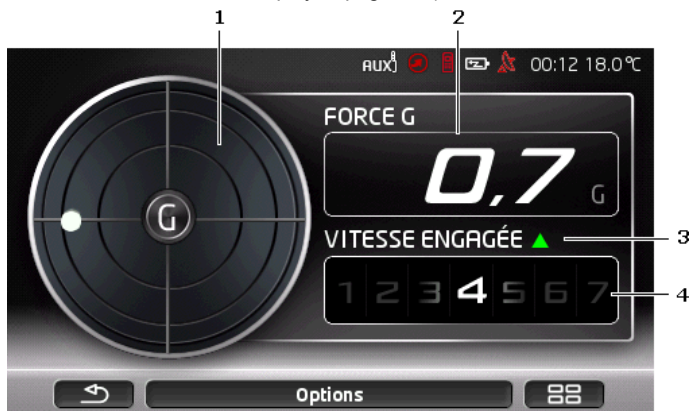 1 2
AUX 00:12 18.0°C
FORCE G
0,7 G
G
VITESSE ENGAGÉE 3
1 2 3 4 5 6 7 4
Options